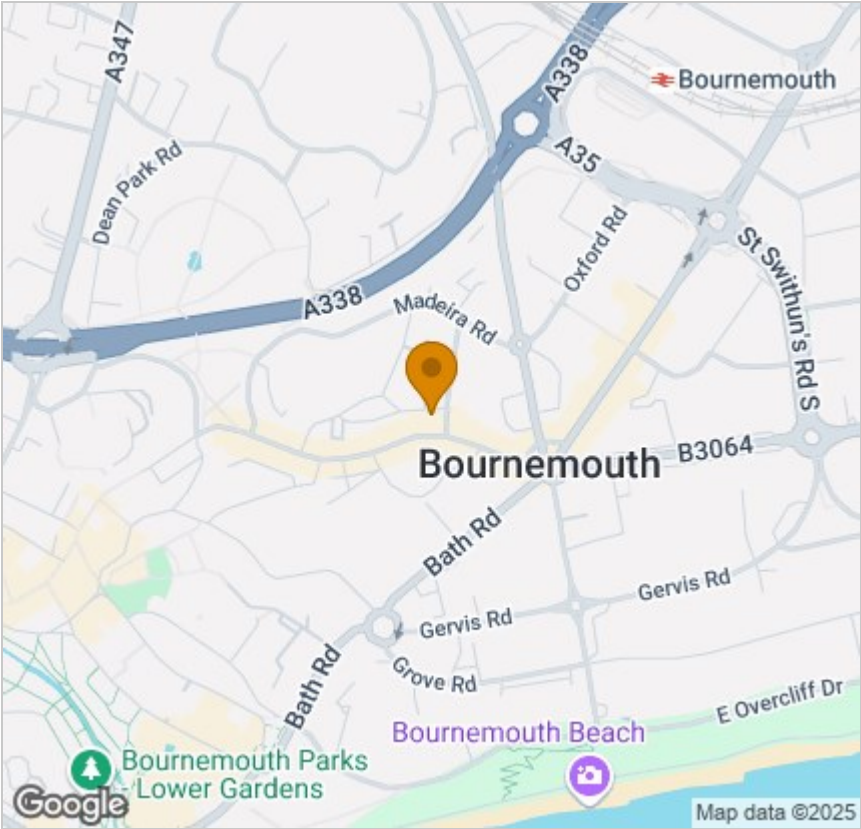 A347
A338
Bournemouth
A35
Dean Park Rd
Oxford Rd
St Swithun's Rd S
A338
Madeira Rd
Bournemouth
B3064
Bath Rd
Gervis Rd
Gervis Rd
Grove Rd
Bath Rd
E Overcliff Dr
Bournemouth Beach
Bournemouth Parks
- Lower Gardens
Google
Map data ©2025